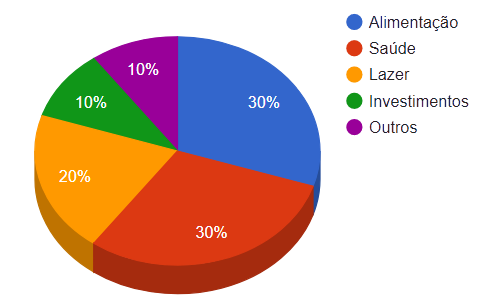 Alimentação
Saúde
Lazer
Investimentos
Outros
10%
30%
10%
20%
30%